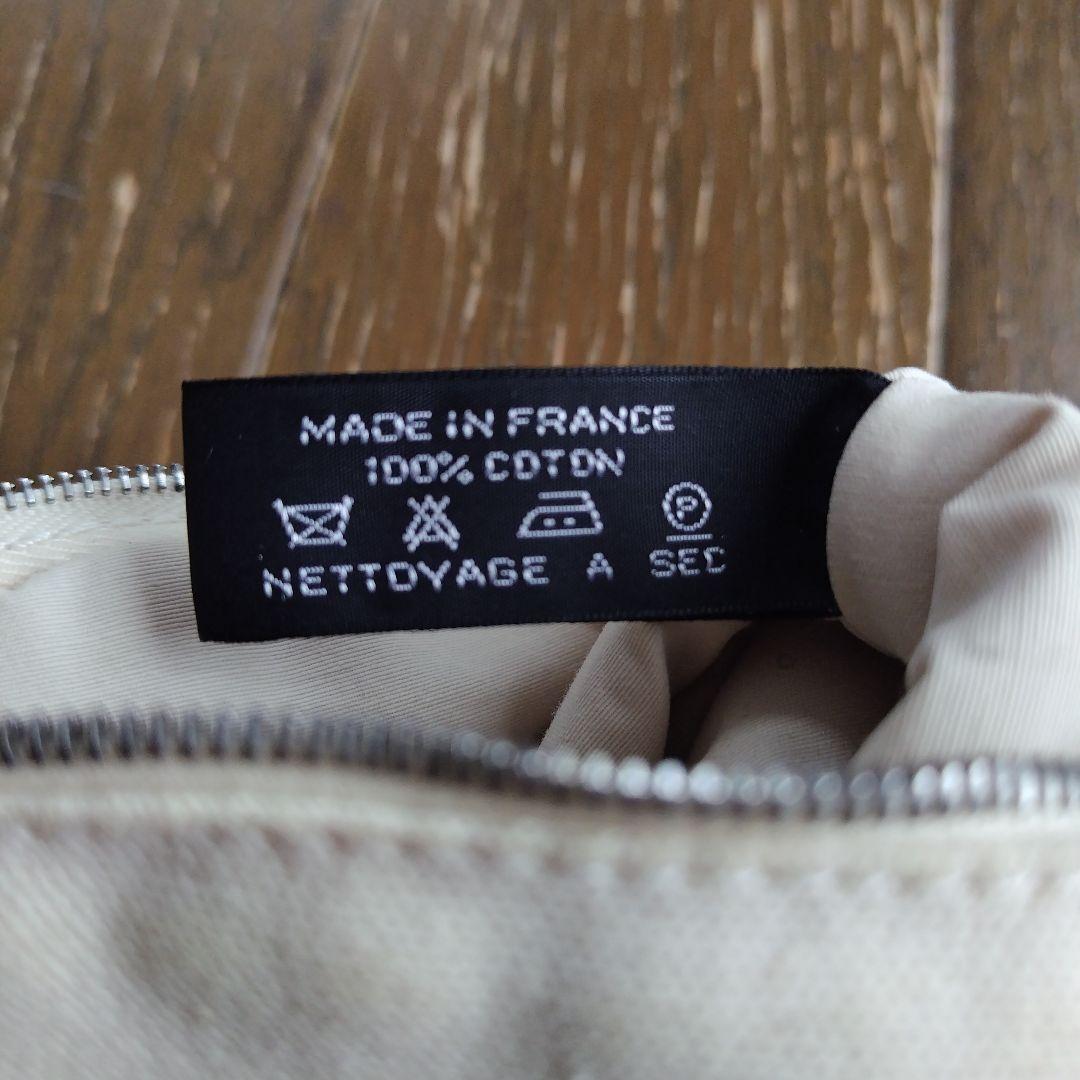 MADE IN FRANCE
100% COTON
P
NETTOYAGE A SEC